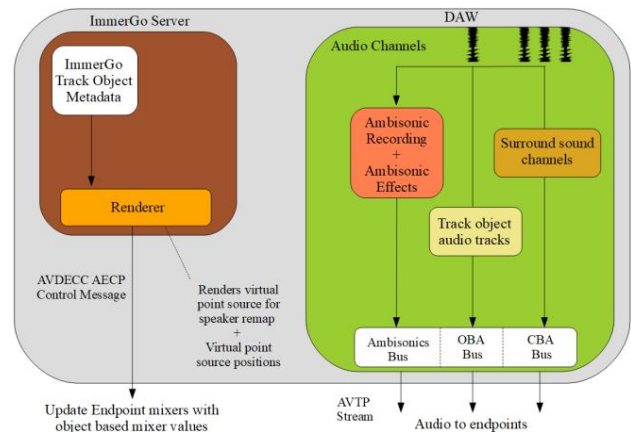 ImmerGo Server
DAW
ImmerGo
Track Object
Metadata
Renderer
AVDECC AECP
Control Message
Renders virtual
point source for
speaker remap
+
Virtual point
source positions
Update Endpoint mixers with
object based mixer values
Audio Channels
Ambisonic
Recording
+
Ambisonic
Effects
Surround sound
channels
Track object
audio tracks
Ambisonics
Bus
OBA
Bus
CBA
Bus
AVTP
Stream
Audio to endpoints